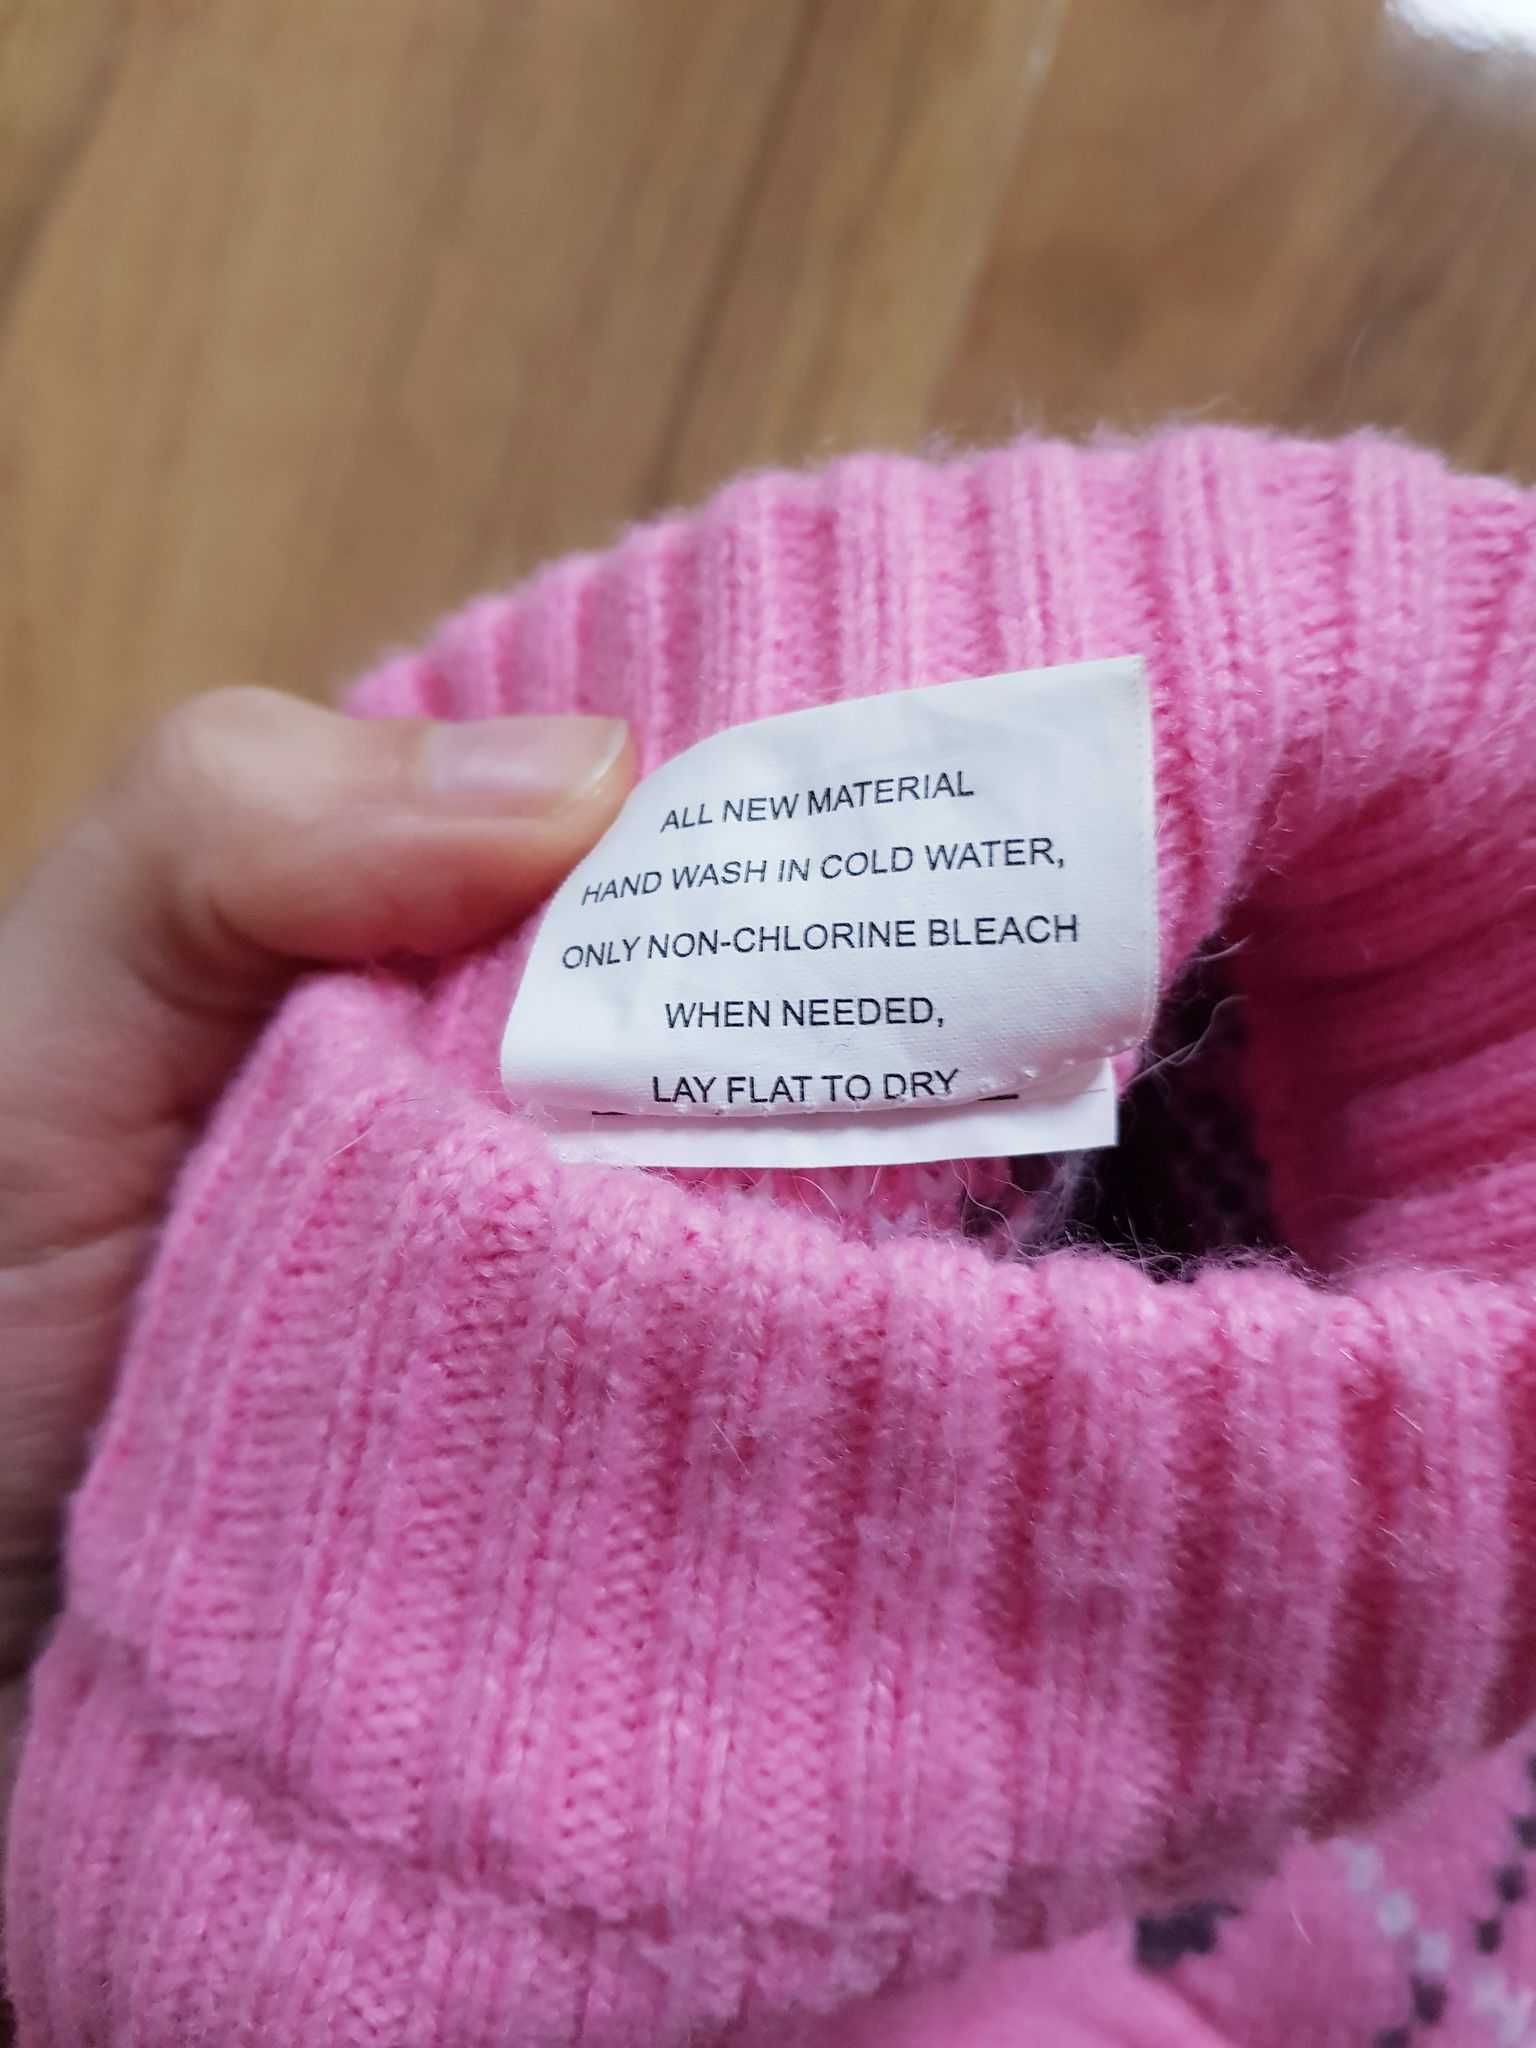 ALL NEW MATERIAL
HAND WASH IN COLD WATER,
ONLY NON-CHLORINE BLEACH
WHEN NEEDED,
LAY FLAT TO DRY